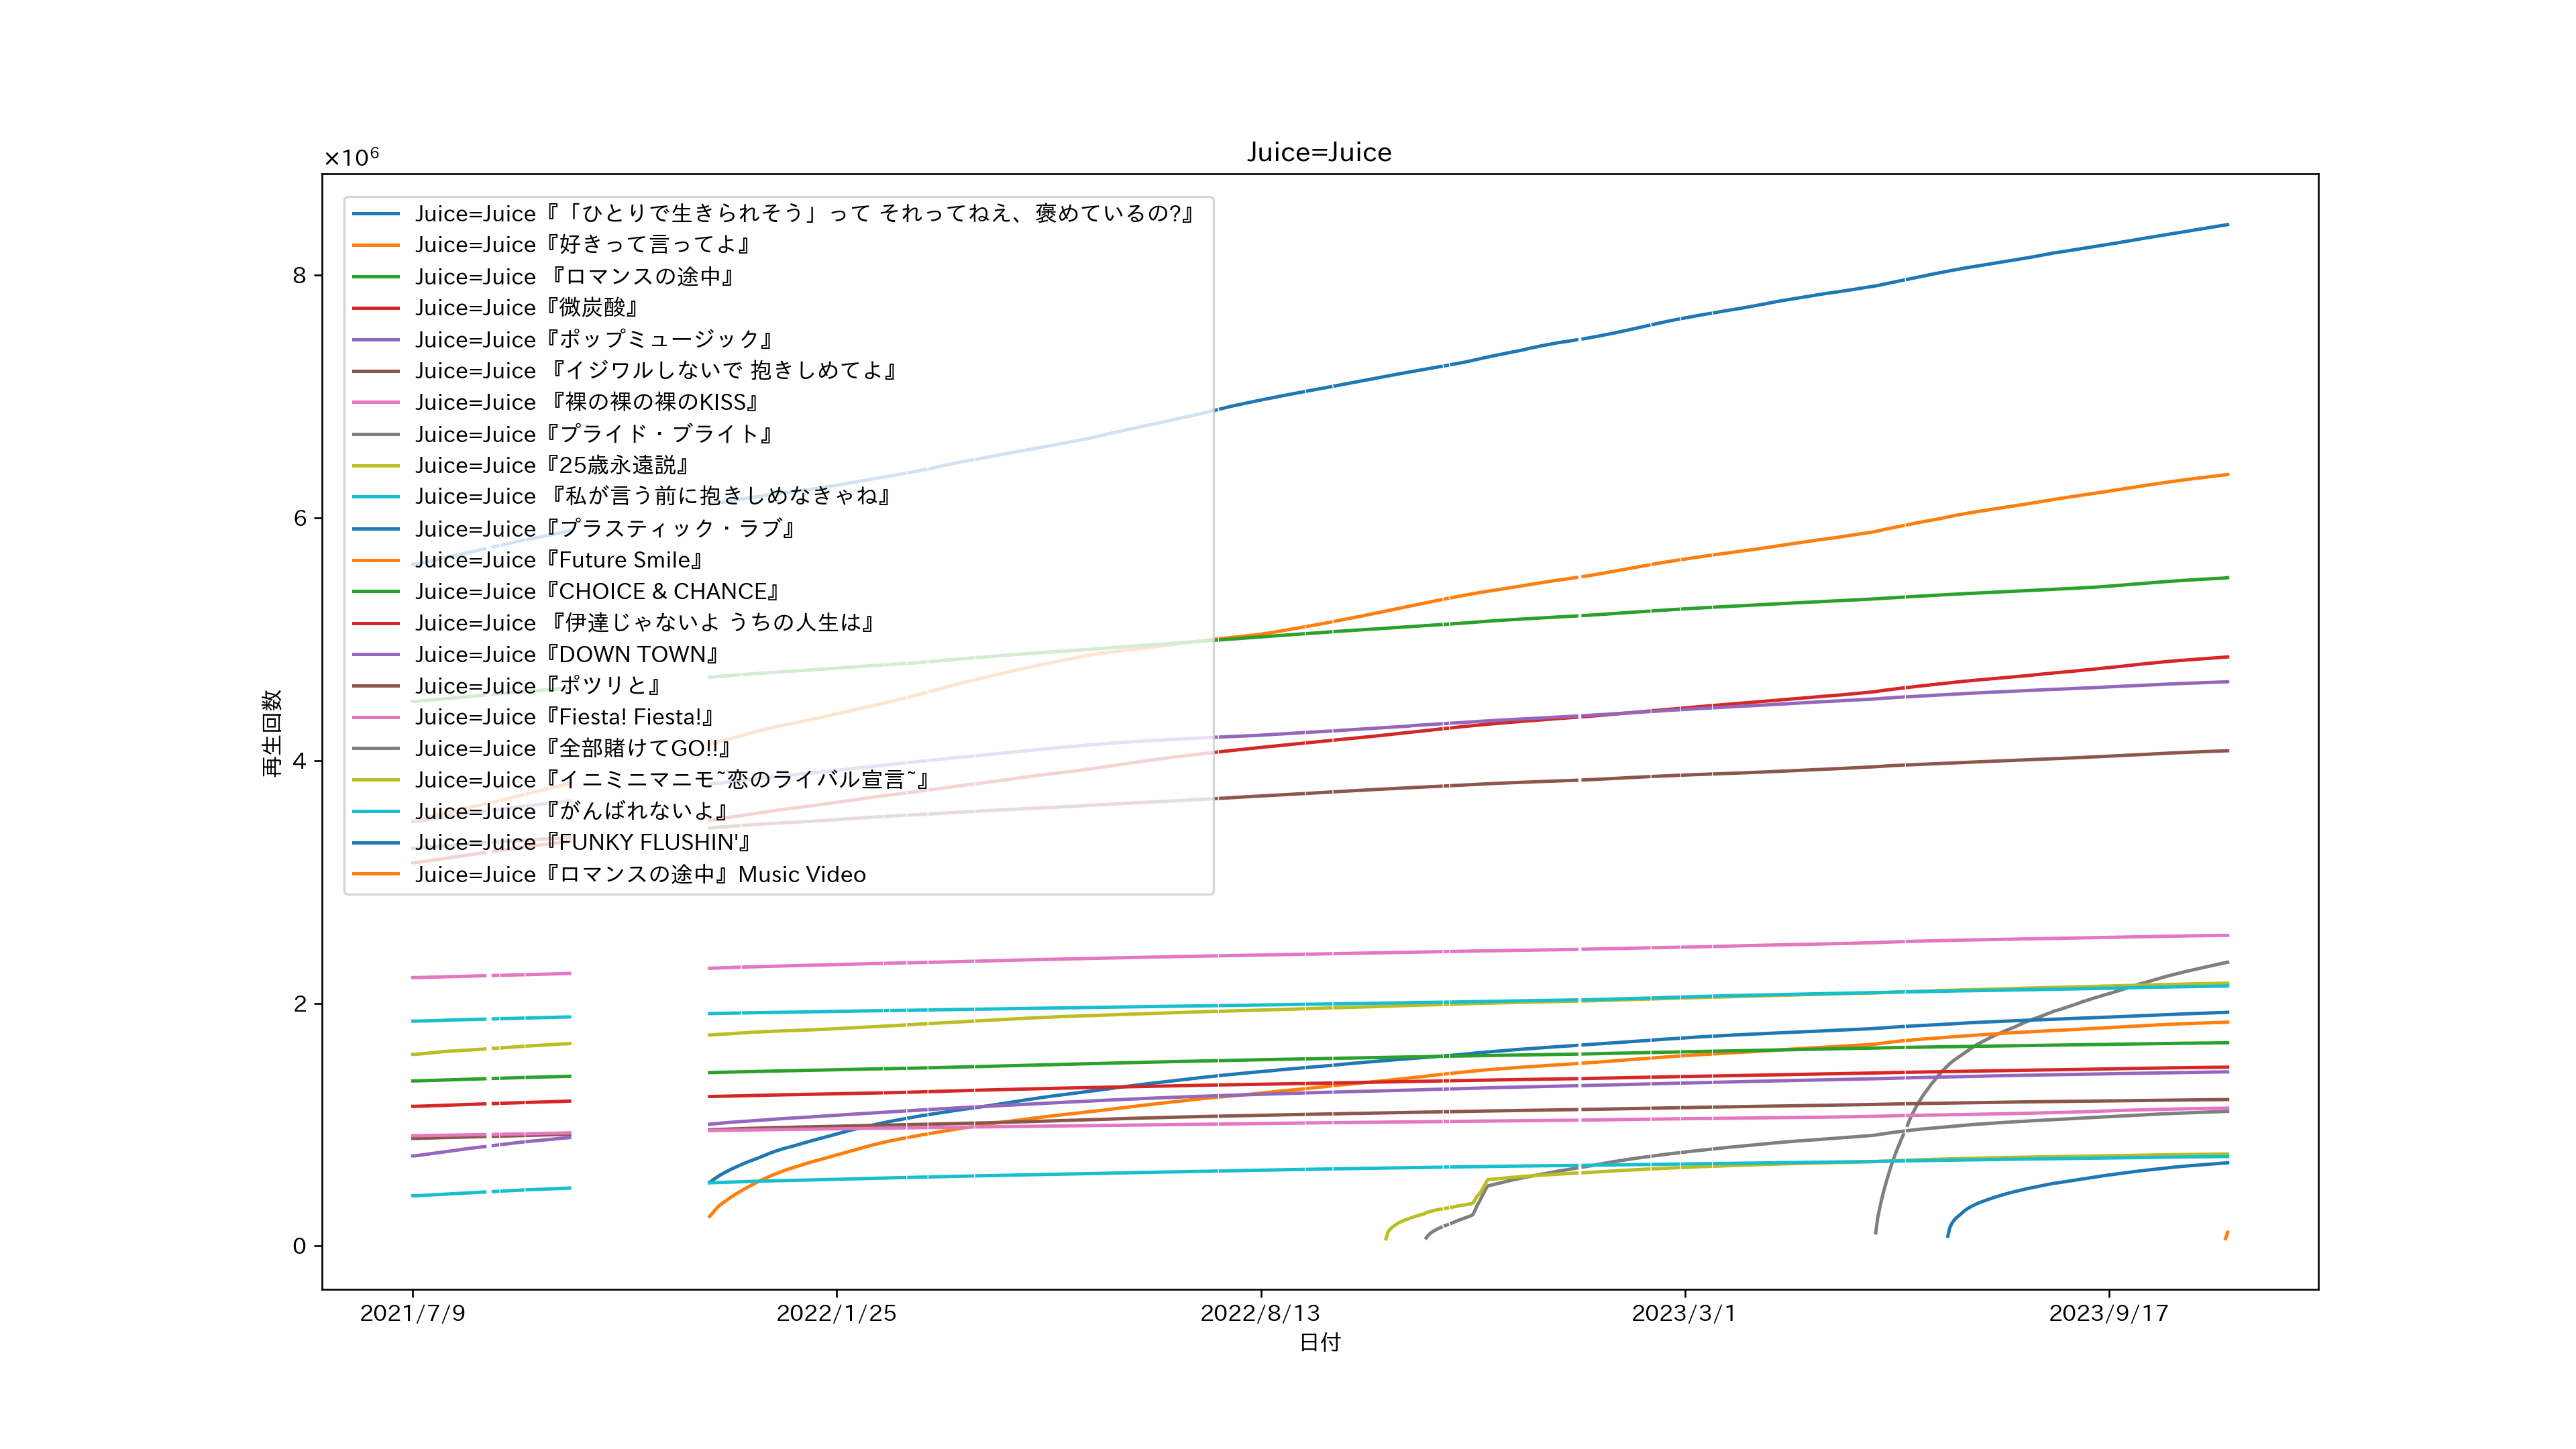 Juice=Juice
×10⁶
Juice=Juice『「ひとりで生きられそう」って それってねえ、褒めているの?』
Juice=Juice『好きって言ってよ』
Juice=Juice 『ロマンスの途中』
Juice=Juice『微炭酸』
Juice=Juice『ポップミュージック』
Juice=Juice 『イジワルしないで 抱きしめてよ』
Juice=Juice 『裸の裸の裸のKISS』
Juice=Juice『プライド・ブライト』
Juice=Juice『25歳永遠説』
Juice=Juice 『私が言う前に抱きしめなきゃね』
Juice=Juice『プラスティック・ラブ』
Juice=Juice『Future Smile』
Juice=Juice『CHOICE & CHANCE』
Juice=Juice 『伊達じゃないよ うちの人生は』
Juice=Juice『DOWN TOWN』
Juice=Juice『ポツリと』
Juice=Juice『Fiesta! Fiesta!』
Juice=Juice『全部賭けてGO!!』
Juice=Juice『イニミニマニモ~恋のライバル宣言~』
Juice=Juice『がんばれないよ』
Juice=Juice『FUNKY FLUSHIN'』
Juice=Juice『ロマンスの途中』Music Video
8
6
4
2
0
再生回数
2021/7/9
2022/1/25
2022/8/13
2023/3/1
2023/9/17
日付